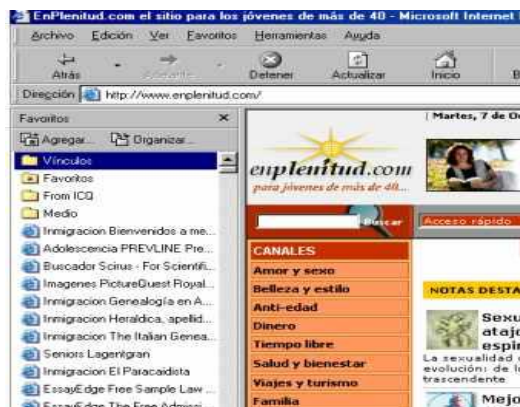 EnPlenitud.com el sitio para los jóvenes de más de 40 - Microsoft Internet
Archivo Edición Ver Favoritos Herramientas Ayuda
Atrás Adelante Detener Actualizar Inicio B
Dirección http://www.enplenitud.com/
Favoritos
Agregar... Organizar...
Vínculos
Favoritos
From ICQ
Medio
Inmigracion Bienvenidos a me...
Adolescencia PREVLINE Pre...
Buscador Scirus - For Scientifi...
Imagenes PictureQuest Royal...
Inmigracion Genealogía en A...
Inmigracion Heraldica, apellid...
Inmigracion The Italian Genea...
Seniors Lagentgran
Inmigracion El Paracaidista
EssayEdge Free Sample Law ...
EssayEdge Free Admissi...
| Martes, 7 de O
enplenitud.com
para jóvenes de más de 40...
Buscar
Acceso rápido
CANALES
Amor y sexo
Belleza y estilo
Anti-edad
Dinero
Tiempo libre
Salud y bienestar
Viajes y turismo
Familia
NOTAS DESTA
Sexu
atajo
espir
La sexualidad
evolución: de l
trascendente
Mejo